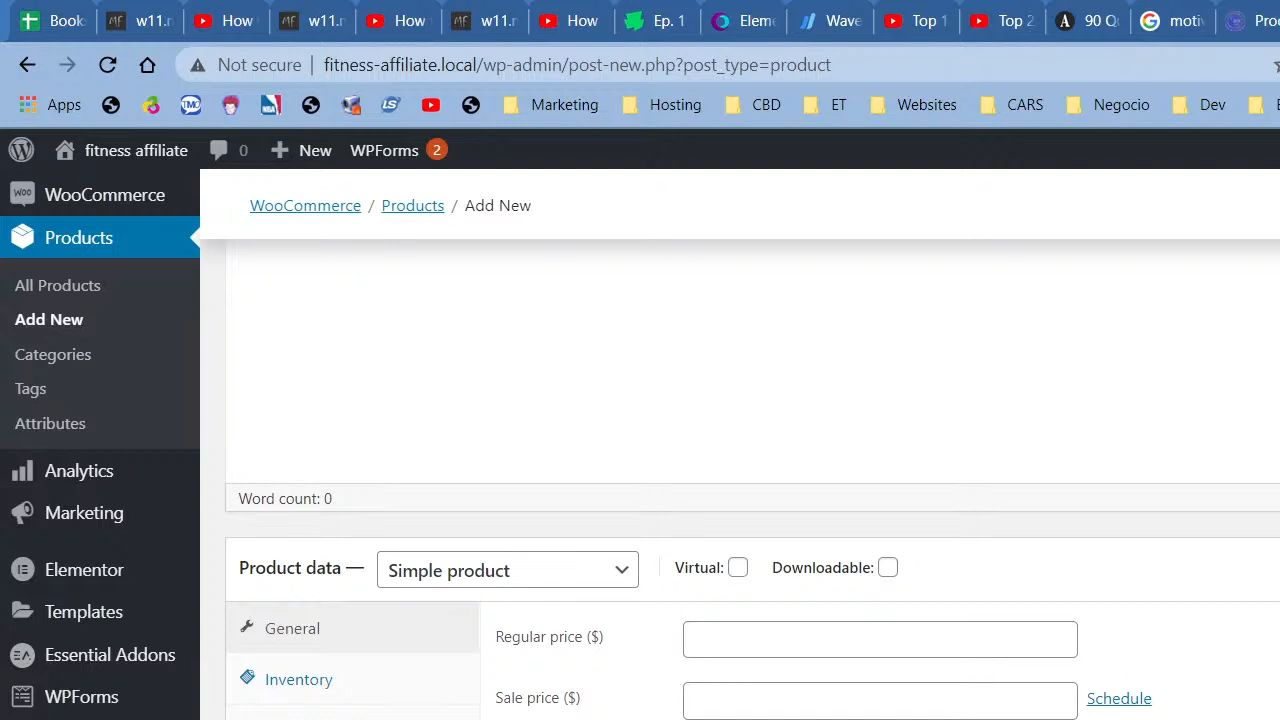 Book
w11.r
How
w11.r
How
w11.r
How
Ep. 1
Elem
Wave
Top 1
Top 2
90 Q
moti
Pro
Not secure | fitness-affiliate.local/wp-admin/post-new.php?post_type=product
Apps
Marketing
Hosting
CBD
ET
Websites
CARS
Negocio
Dev
fitness affiliate
0
New
WPForms 2
WooCommerce
Products
All Products
Add New
Categories
Tags
Attributes
Analytics
Marketing
Elementor
Templates
Essential Addons
WPForms
WooCommerce / Products / Add New
Word count: 0
Product data —
Simple product
Virtual:
Downloadable:
General
Inventory
Regular price ($)
Sale price ($)
Schedule